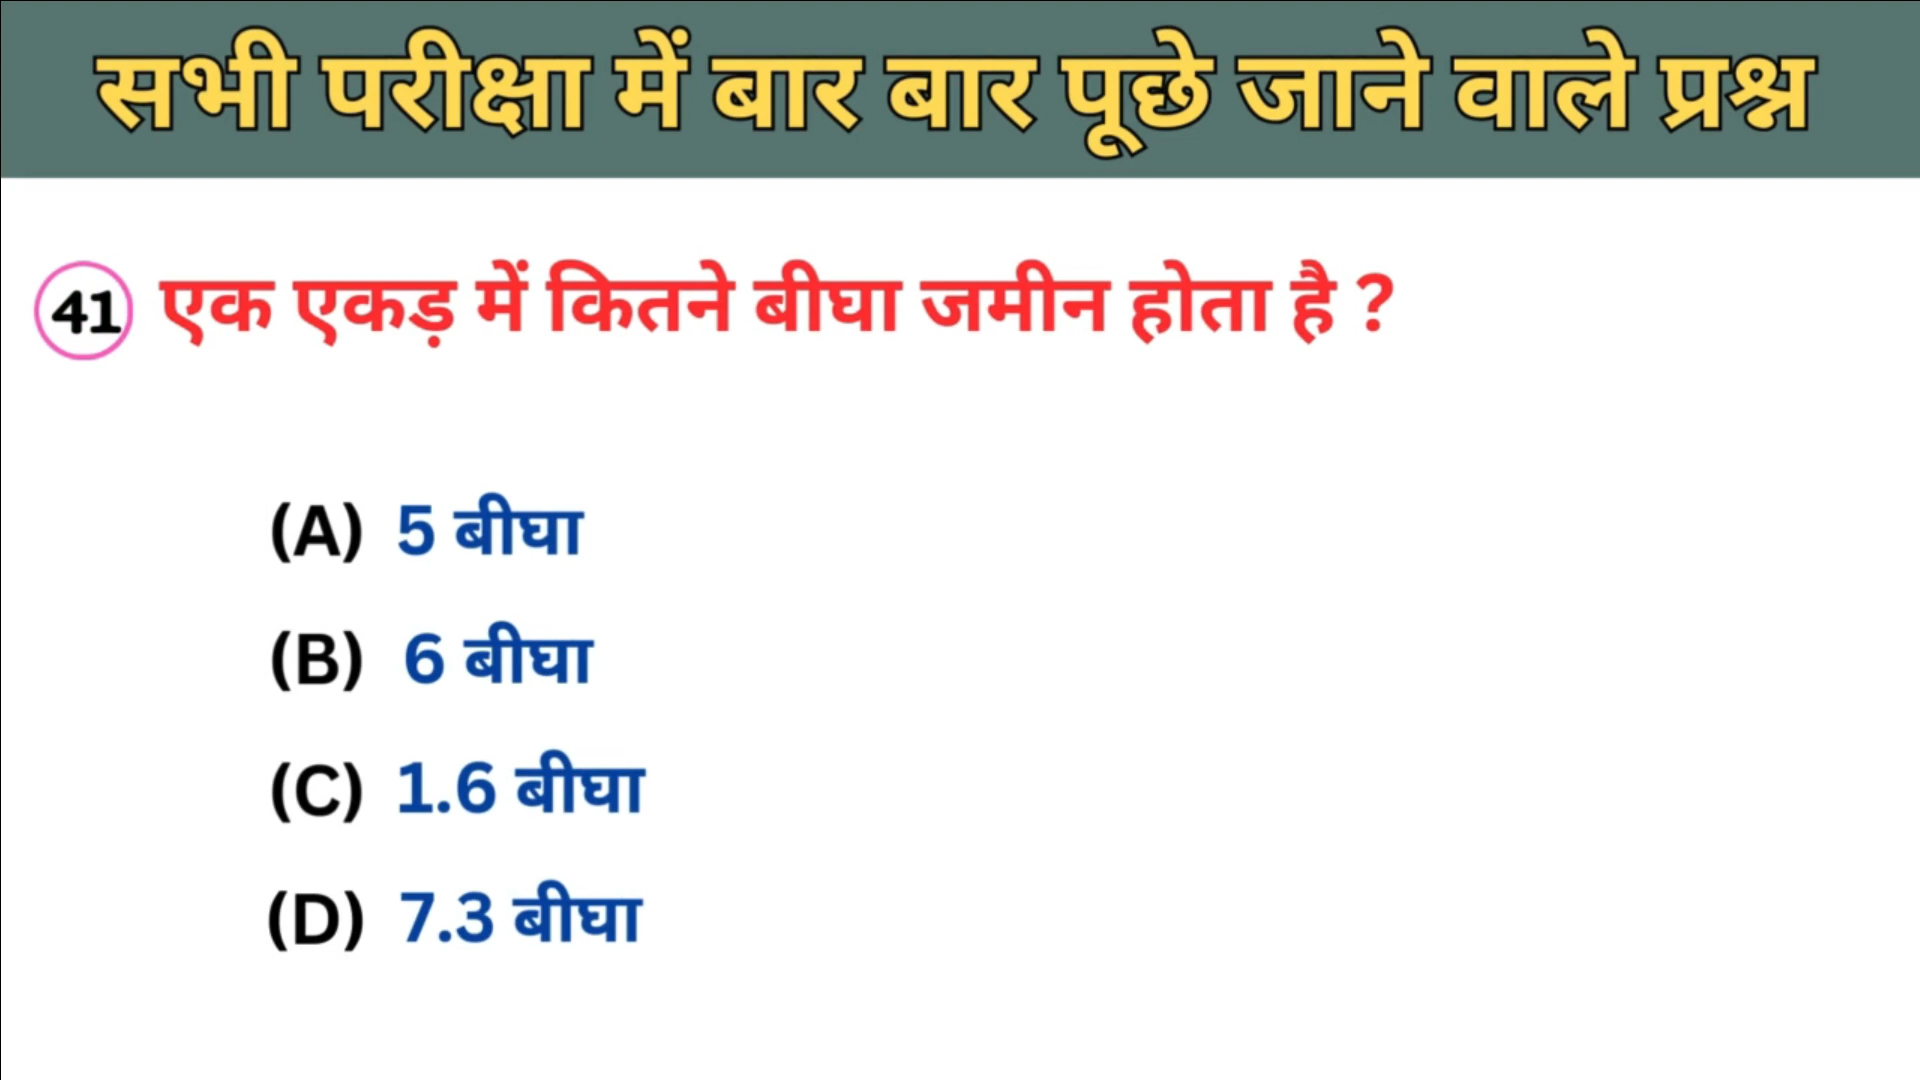 सभी परीक्षा में बार बार पूछे जाने वाले प्रश्न
41 एक एकड़ में कितने बीघा जमीन होता है ?
(A) 5 बीघा
(B) 6 बीघा
(C) 1.6 बीघा
(D) 7.3 बीघा